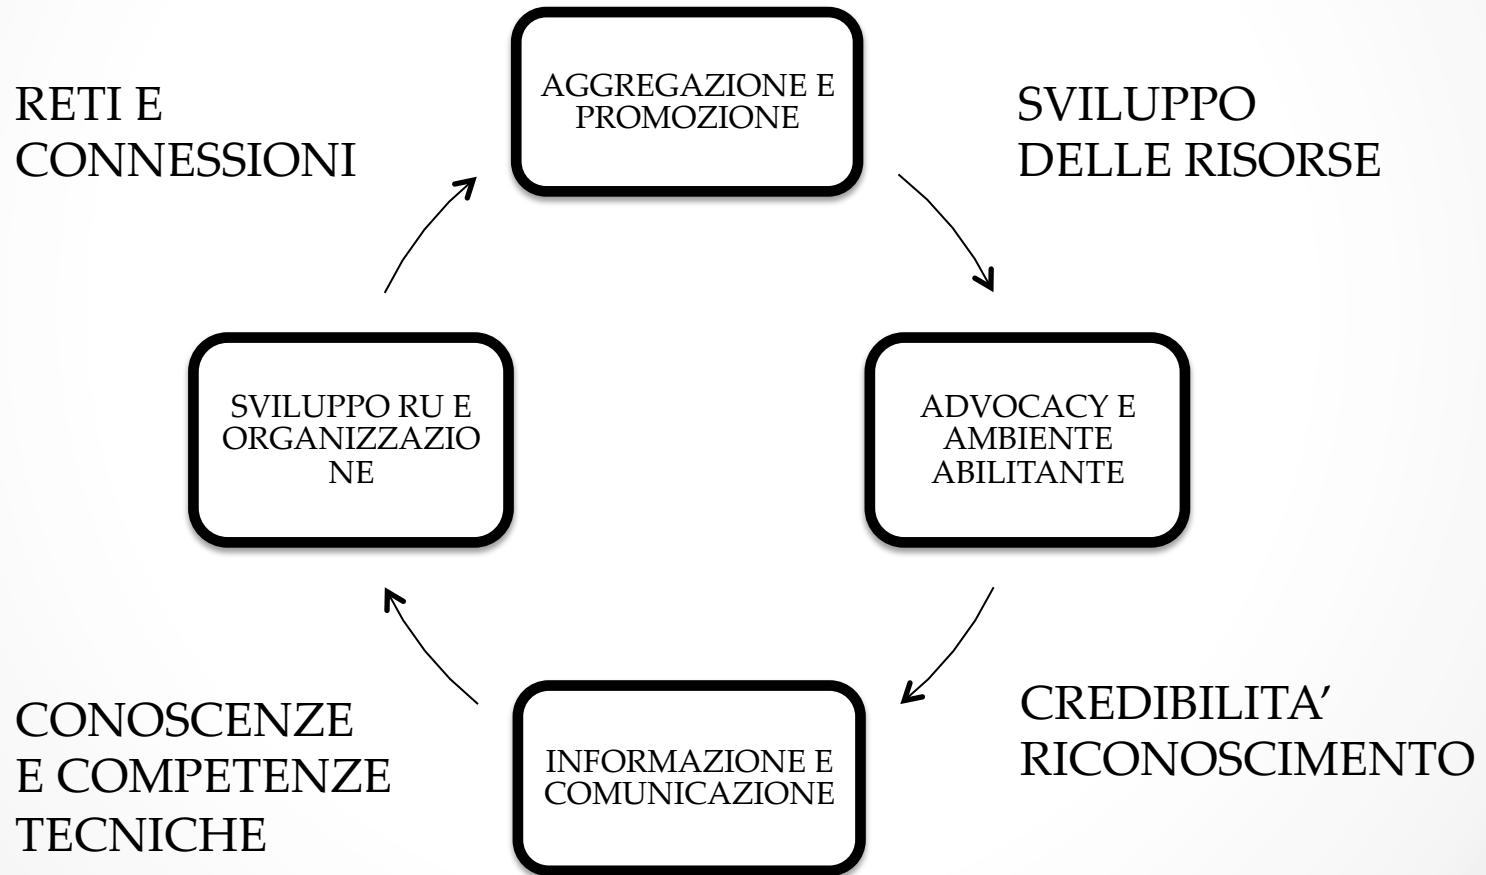 AGGREGAZIONE E
PROMOZIONE
RETI E
CONNESSIONI
SVILUPPO
DELLE RISORSE
SVILUPPO RU E
ORGANIZZAZIO
NE
ADVOCACY E
AMBIENTE
ABILITANTE
CONOSCENZE
E COMPETENZE
TECNICHE
INFORMAZIONE E
COMUNICAZIONE
CREDIBILITA’
RICONOSCIMENTO